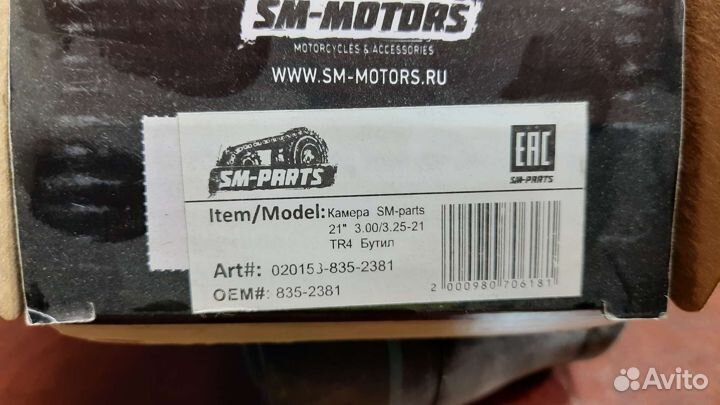 SM-MOTORS
MOTORCYCLES & ACCESSORIES
WWW.SM-MOTORS.RU
SM-PARTS
EAC
SM-PARTS
Item/Model: Камера SM-parts
21" 3.00/3.25-21
TR4 Бутил
Art#: 020153-835-2381
OEM#: 835-2381
2 000980 706181
Avito